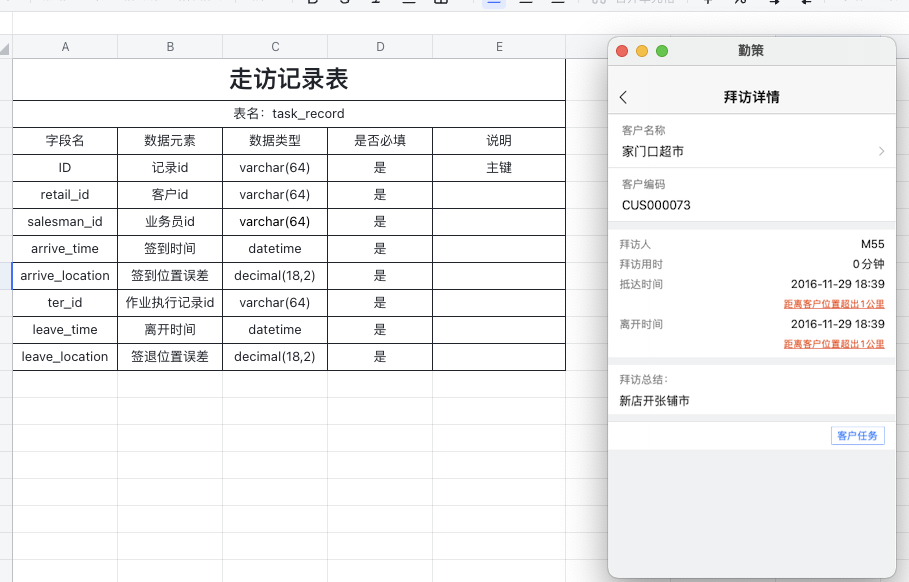 A B C D E
走访记录表
表名：task_record
字段名 数据元素 数据类型 是否必填 说明
ID 记录id varchar(64) 是 主键
retail_id 客户id varchar(64) 是
salesman_id 业务员id varchar(64) 是
arrive_time 签到时间 datetime 是
arrive_location 签到位置误差 decimal(18,2) 是
ter_id 作业执行记录id varchar(64) 是
leave_time 离开时间 datetime 是
leave_location 签退位置误差 decimal(18,2) 是
勤策
拜访详情
客户名称
家门口超市
客户编码
CUS000073
拜访人 M55
拜访用时 0分钟
抵达时间 2016-11-29 18:39
距离客户位置超出1公里
离开时间 2016-11-29 18:39
距离客户位置超出1公里
拜访总结：
新店开张铺市
客户任务